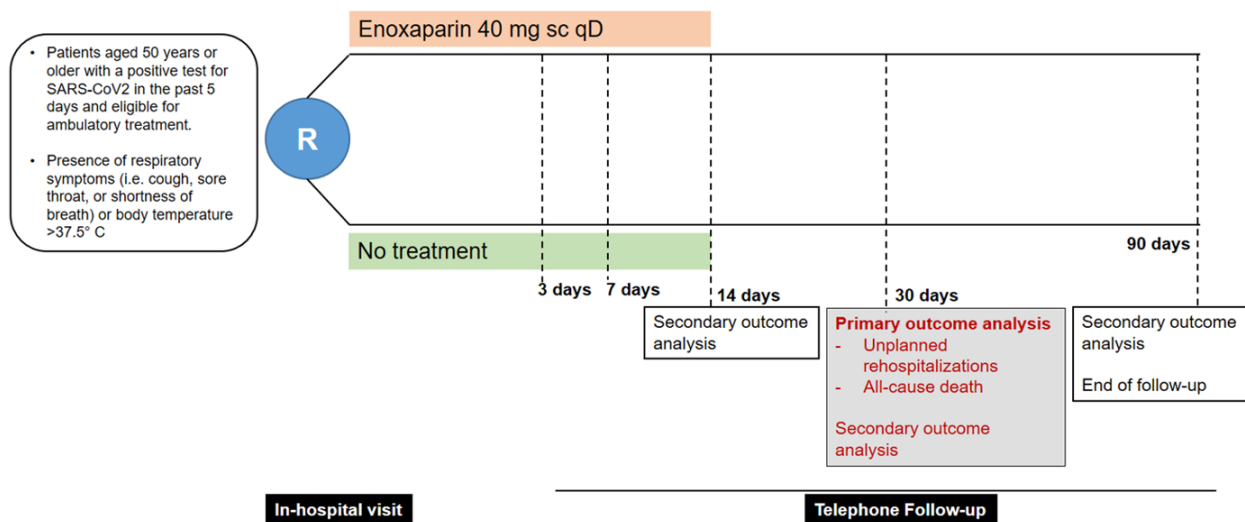 Enoxaparin 40 mg sc qD
• Patients aged 50 years or
older with a positive test for
SARS-CoV2 in the past 5
days and eligible for
ambulatory treatment.
• Presence of respiratory
symptoms (i.e. cough, sore
throat, or shortness of
breath) or body temperature
>37.5° C
R
No treatment
90 days
3 days
7 days
14 days
30 days
Secondary outcome
analysis
Primary outcome analysis
- Unplanned
rehospitalizations
- All-cause death
Secondary outcome
analysis
Secondary outcome
analysis
End of follow-up
In-hospital visit
Telephone Follow-up